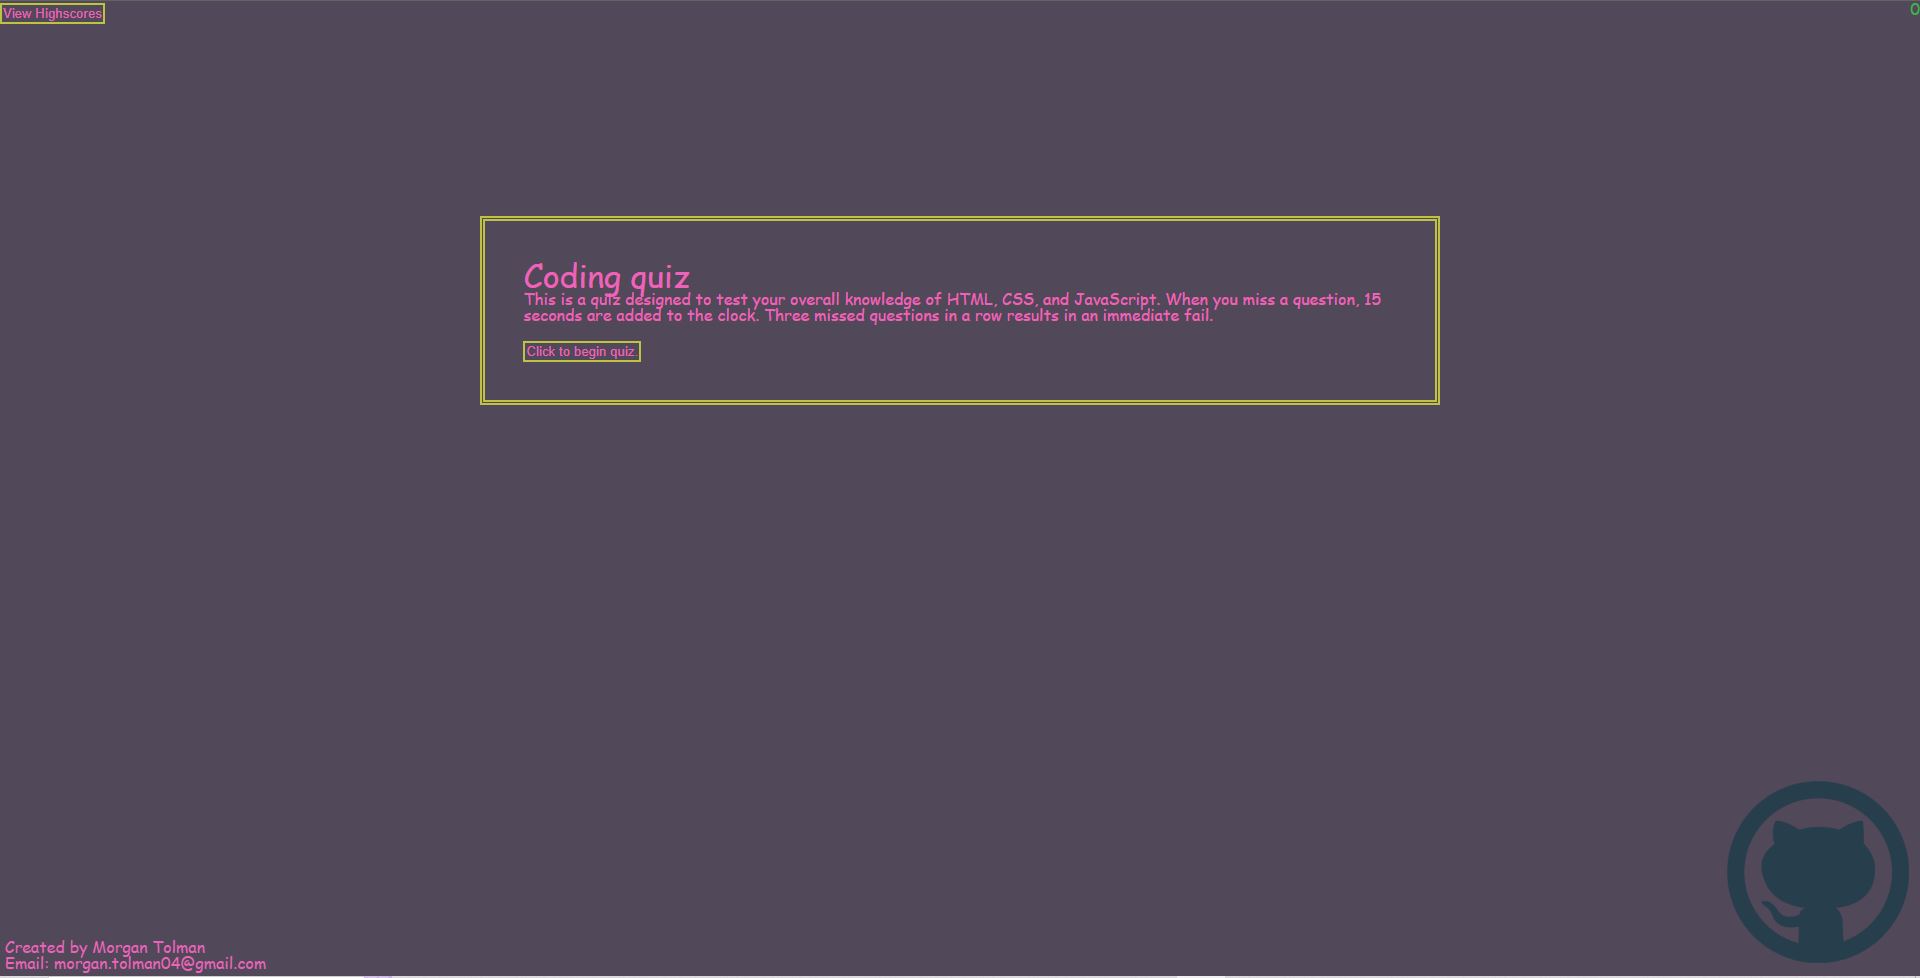 View Highscores
0
Coding quiz
This is a quiz designed to test your overall knowledge of HTML, CSS, and JavaScript. When you miss a question, 15
seconds are added to the clock. Three missed questions in a row results in an immediate fail.
Click to begin quiz.
Created by Morgan Tolman
Email: morgan.tolman04@gmail.com